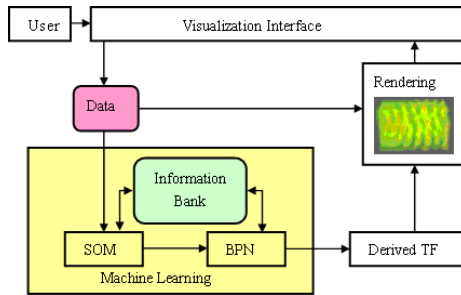 User
Visualization Interface
Rendering
Data
Information
Bank
SOM
BPN
Derived TF
Machine Learning